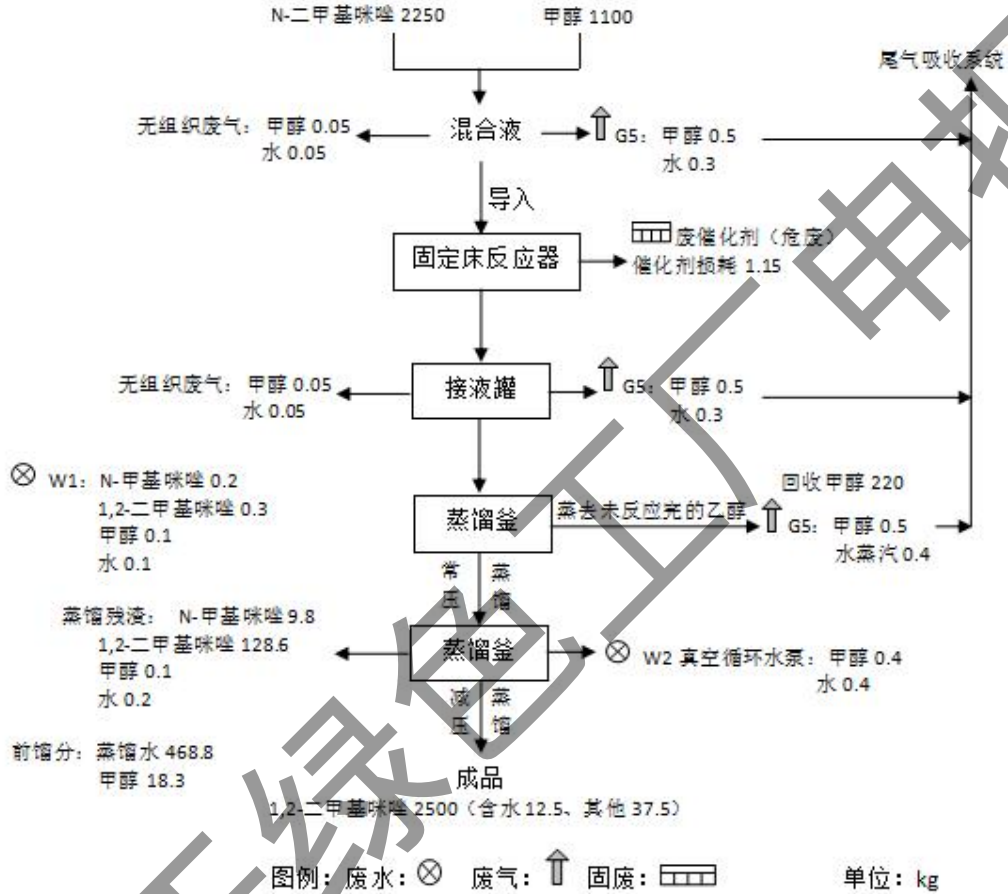 N-二甲基咪唑 2250
甲醇 1100
尾气吸收系统
无组织废气：甲醇 0.05
水 0.05
混合液
G5：甲醇 0.5
水 0.3
导入
固定床反应器
废催化剂（危废）
催化剂损耗 1.15
无组织废气：甲醇 0.05
水 0.05
接液罐
G5：甲醇 0.5
水 0.3
W1：N-甲基咪唑 0.2
1,2-二甲基咪唑 0.3
甲醇 0.1
水 0.1
蒸馏釜
蒸去未反应完的乙醇
回收甲醇 220
G5：甲醇 0.5
水蒸汽 0.4
常压蒸馏
蒸馏残渣： N-甲基咪唑 9.8
1,2-二甲基咪唑 128.6
甲醇 0.1
水 0.2
蒸馏釜
W2 真空循环水泵：甲醇 0.4
水 0.4
减压蒸馏
前馏分：蒸馏水 468.8
甲醇 18.3
成品
1,2-二甲基咪唑 2500（含水 12.5、其他 37.5）
图例：废水： 废气： 固废： 单位：kg
绿色工厂申报